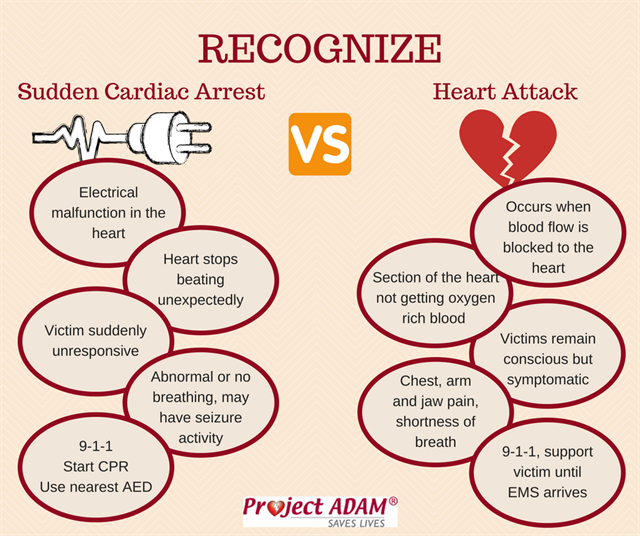 RECOGNIZE
Sudden Cardiac Arrest
VS
Heart Attack
Electrical
malfunction in the
heart
Heart stops
beating
unexpectedly
Victim suddenly
unresponsive
Abnormal or no
breathing, may
have seizure
activity
9-1-1
Start CPR
Use nearest AED
Occurs when
blood flow is
blocked to the
heart
Section of the heart
not getting oxygen
rich blood
Victims remain
conscious but
symptomatic
Chest, arm
and jaw pain,
shortness of
breath
9-1-1, support
victim until
EMS arrives
Project ADAM®
SAVES LIVES